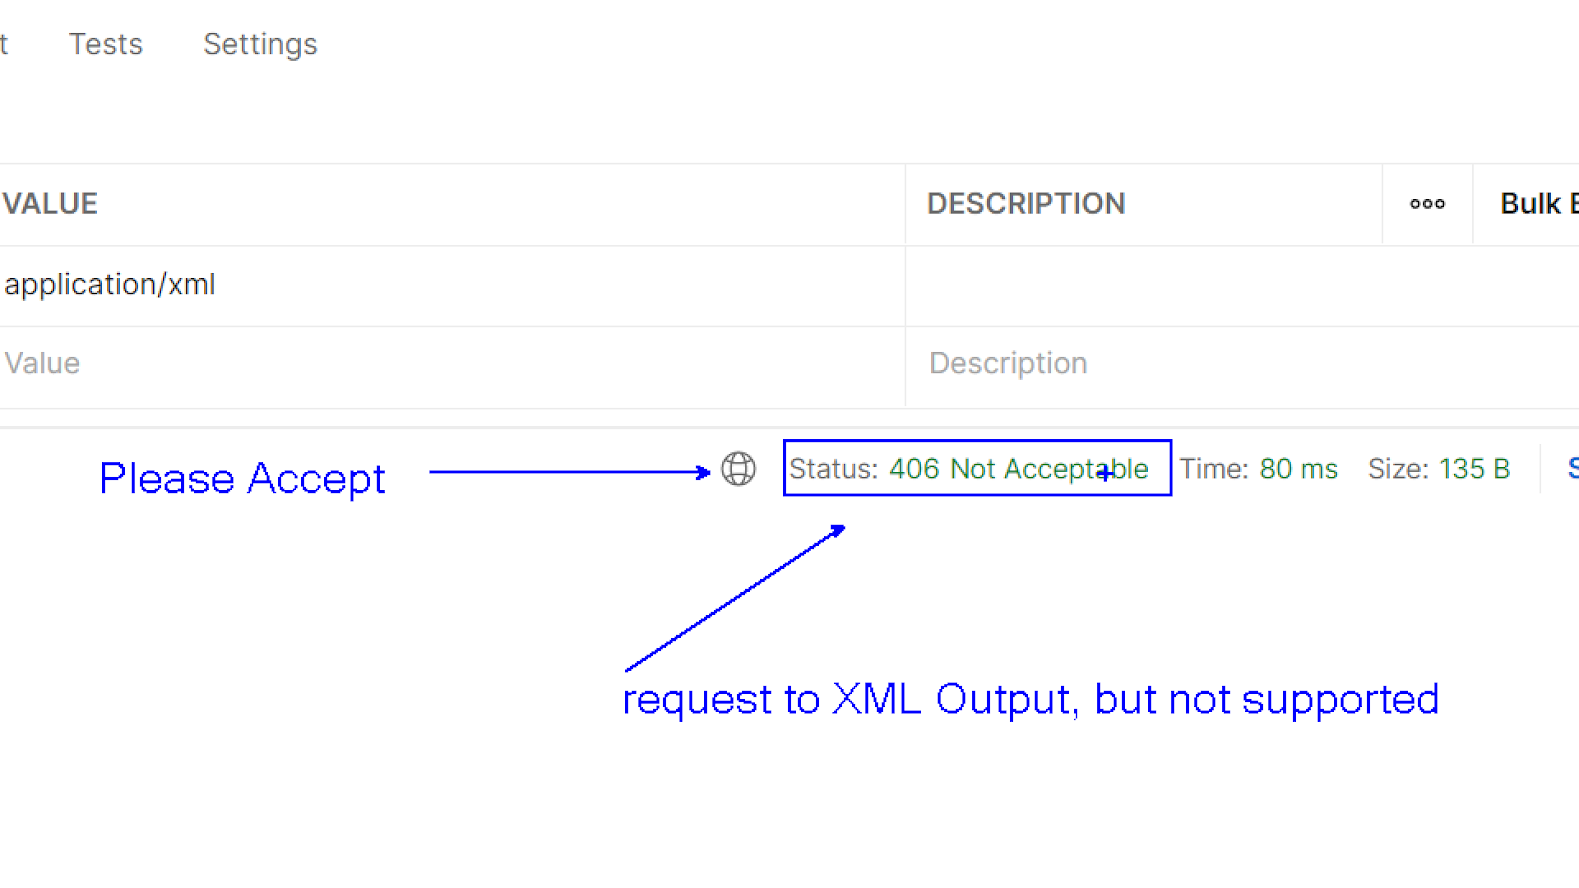 t Tests Settings
VALUE DESCRIPTION Bulk E
application/xml
Value Description
Please Accept Status: 406 Not Acceptable Time: 80 ms Size: 135 B S
request to XML Output, but not supported